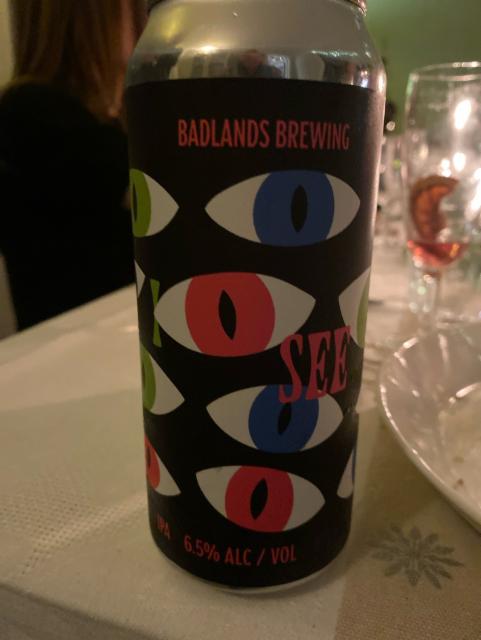 BADLANDS BREWING
I
SEE
IPA 6.5% ALC / VOL